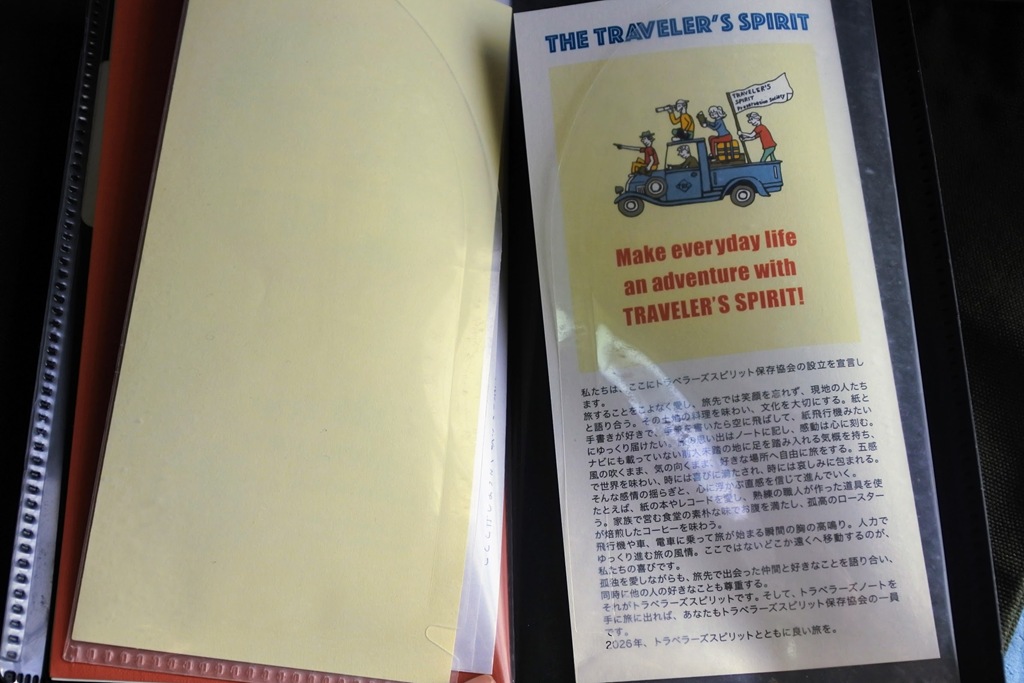 THE TRAVELER'S SPIRIT
TRAVELER'S
SPIRIT
Preservation Society
Make everyday life
an adventure with
TRAVELER'S SPIRIT!
私たちは、ここにトラベラーズスピリット保存協会の設立を宣言し
ます。
旅することをこよなく愛し、旅先では笑顔を忘れず、現地の人たち
と語り合う。その土地の料理を味わい、文化を大切にする。紙と
手書きが好きで、手紙を書いたら空に飛ばして、紙飛行機みたい
にゆっくり届けたい。旅の思い出はノートに記し、感動は心に刻む。
ナビにも載っていない前人未踏の地に足を踏み入れる気概を持ち、
風の吹くまま、気の向くまま、好きな場所へ自由に旅をする。五感
で世界を味わい、時には喜びに満たされ、時には哀しみに包まれる。
そんな感情の揺らぎと、心に浮かぶ直感を信じて進んでいく。
たとえば、紙の本やレコードを愛し、熟練の職人が作った道具を使
う。家族で営む食堂の素朴な味でお腹を満たし、孤高のロースター
が焙煎したコーヒーを味わう。
飛行機や車、電車に乗って旅が始まる瞬間の胸の高鳴り。人力で
ゆっくり進む旅の風情。ここではないどこか遠くへ移動するのが、
私たちの喜びです。
孤独を愛しながらも、旅先で出会った仲間と好きなことを語り合い、
同時に他の人の好きなことも尊重する。
それがトラベラーズスピリットです。そして、トラベラーズノートを
手に旅に出れば、あなたもトラベラーズスピリット保存協会の一員
です。
2026年、トラベラーズスピリットとともに良い旅を。